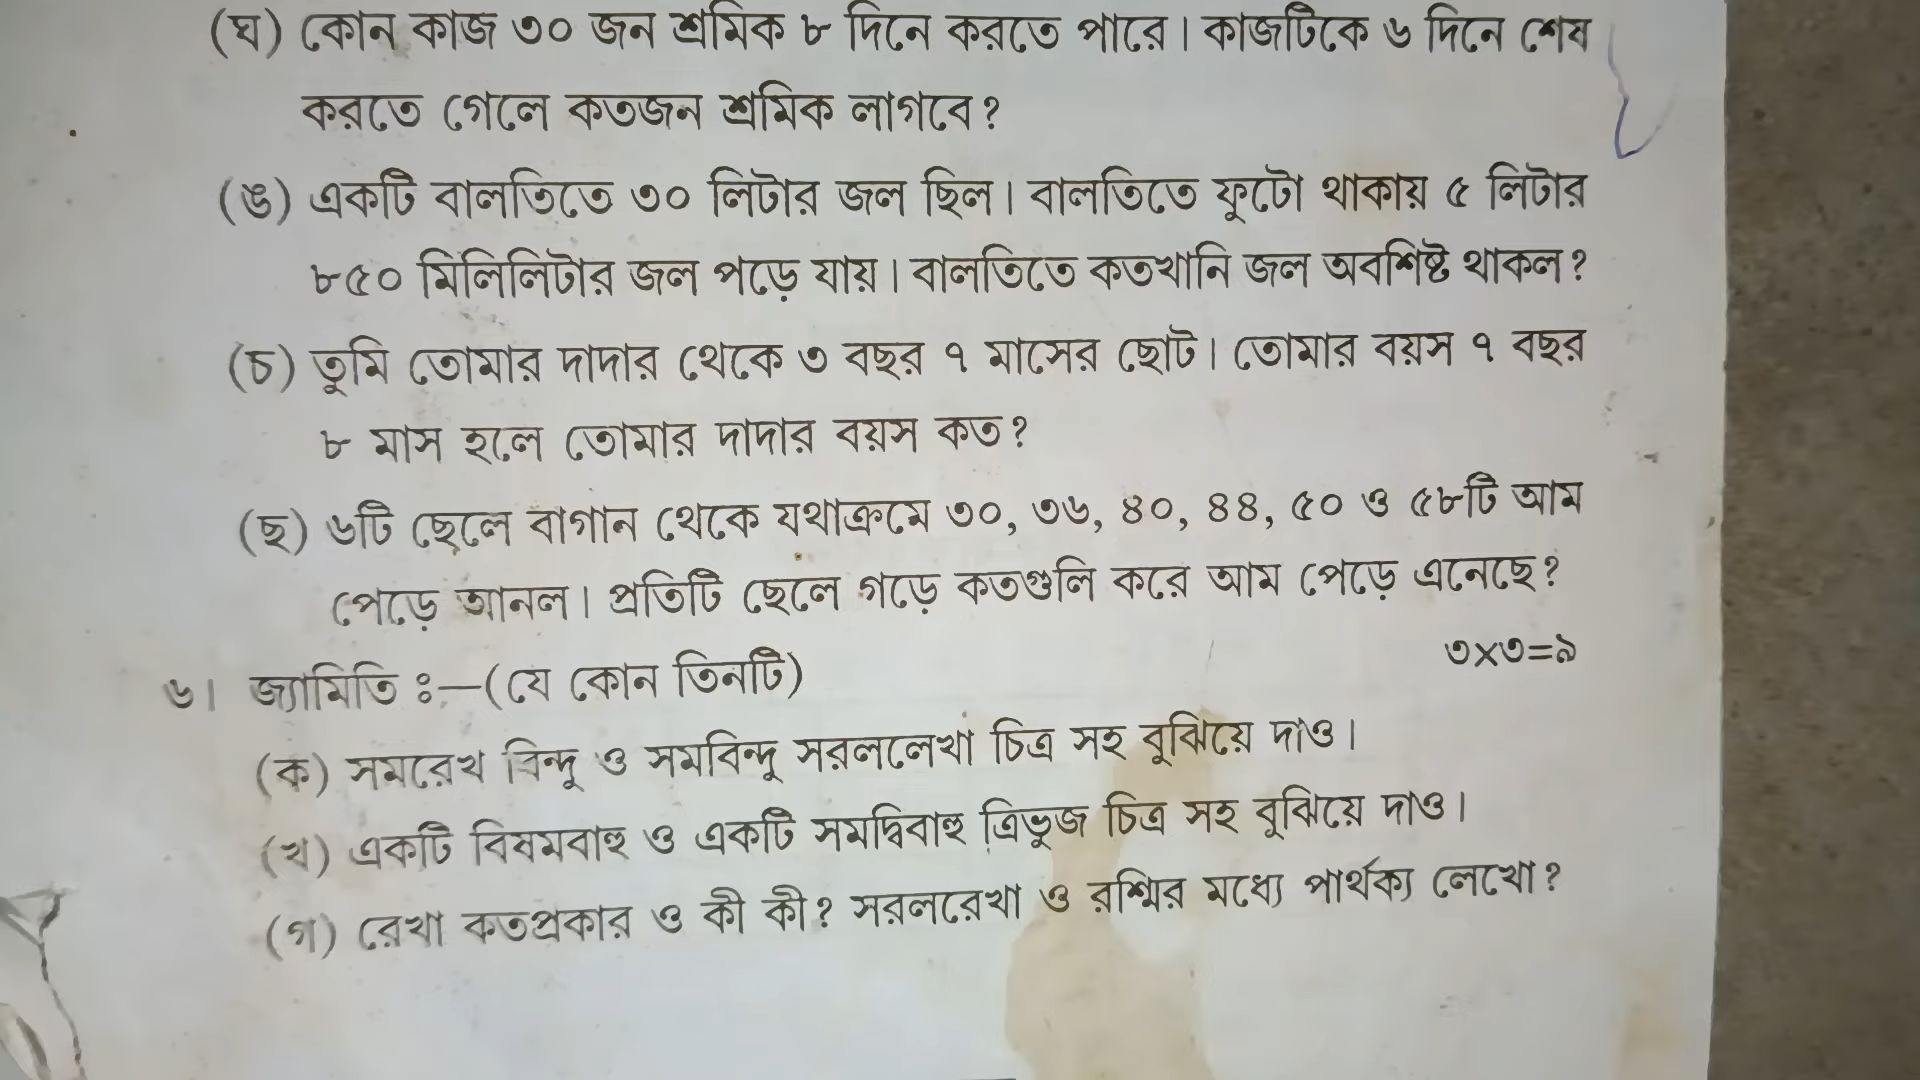 (ঘ) কোন কাজ ৩০ জন শ্রমিক ৮ দিনে করতে পারে। কাজটিকে ৬ দিনে শেষ
করতে গেলে কতজন শ্রমিক লাগবে?
(ঙ) একটি বালতিতে ৩০ লিটার জল ছিল। বালতিতে ফুটো থাকায় ৫ লিটার
৮৫০ মিলিলিটার জল পড়ে যায়। বালতিতে কতখানি জল অবশিষ্ট থাকল?
(চ) তুমি তোমার দাদার থেকে ৩ বছর ৭ মাসের ছোট। তোমার বয়স ৭ বছর
৮ মাস হলে তোমার দাদার বয়স কত?
(ছ) ৬টি ছেলে বাগান থেকে যথাক্রমে ৩০, ৩৬, ৪০, ৪৪, ৫০ ও ৫৮টি আম
পেড়ে আনল। প্রতিটি ছেলে গড়ে কতগুলি করে আম পেড়ে এনেছে?
৬। জ্যামিতি ঃ—(যে কোন তিনটি) ৩×৩=৯
(ক) সমরেখ বিন্দু ও সমবিন্দু সরললেখা চিত্র সহ বুঝিয়ে দাও।
(খ) একটি বিষমবাহু ও একটি সমদ্বিবাহু ত্রিভুজ চিত্র সহ বুঝিয়ে দাও।
(গ) রেখা কতপ্রকার ও কী কী? সরলরেখা ও রশ্মির মধ্যে পার্থক্য লেখো?